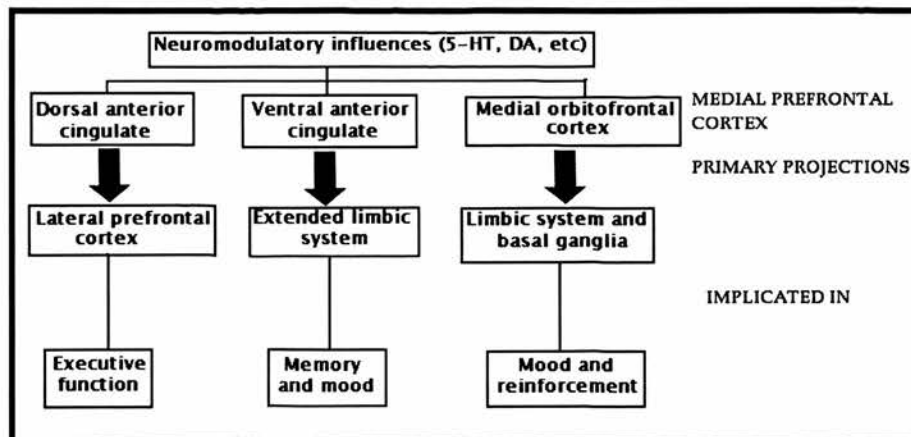 Neuromodulatory influences (5-HT, DA, etc)
Dorsal anterior
cingulate
Ventral anterior
cingulate
Medial orbitofrontal
cortex
MEDIAL PREFRONTAL
CORTEX
PRIMARY PROJECTIONS
Lateral prefrontal
cortex
Extended limbic
system
Limbic system and
basal ganglia
IMPLICATED IN
Executive
function
Memory
and mood
Mood and
reinforcement